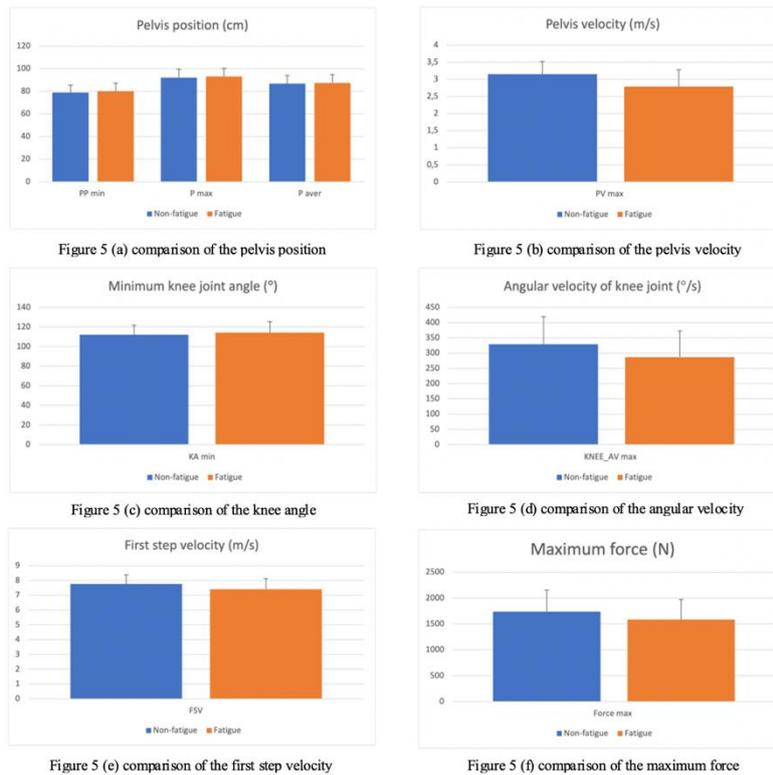 Pelvis position (cm)
120
100
80
60
40
20
0
PP min P max P aver
Non-fatigue Fatigue
Figure 5 (a) comparison of the pelvis position
Pelvis velocity (m/s)
4
3,5
3
2,5
2
1,5
1
0,5
0
PV max
Non-fatigue Fatigue
Figure 5 (b) comparison of the pelvis velocity
Minimum knee joint angle (°)
140
120
100
80
60
40
20
0
KA min
Non-fatigue Fatigue
Figure 5 (c) comparison of the knee angle
Angular velocity of knee joint (°/s)
450
400
350
300
250
200
150
100
50
0
KNEE_AV max
Non-fatigue Fatigue
Figure 5 (d) comparison of the angular velocity
First step velocity (m/s)
9
8
7
6
5
4
3
2
1
0
FSV
Non-fatigue Fatigue
Figure 5 (e) comparison of the first step velocity
Maximum force (N)
2500
2000
1500
1000
500
0
Force max
Non-fatigue Fatigue
Figure 5 (f) comparison of the maximum force